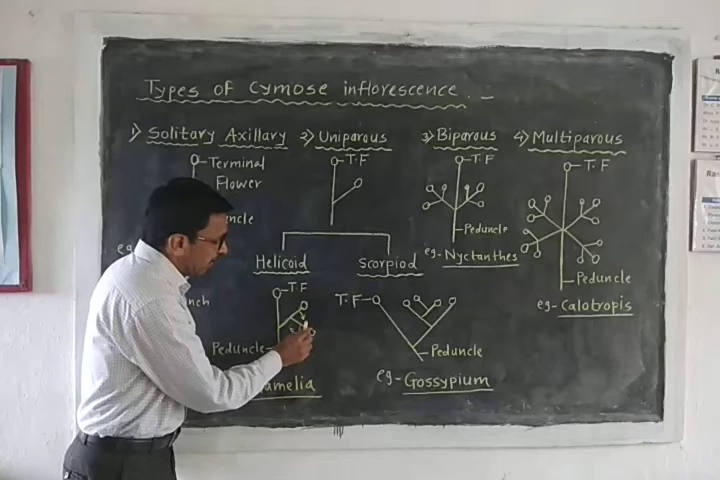 Types of Cymose inflorescence. -
1) Solitary Axillary
2) Uniparous
3) Biparous
4) Multiparous
Terminal
Flower
T.F
T.F
T.F
Peduncle
eg- Nyctanthes
Helicoid
Scorpiod
Peduncle
eg- Calotropis
T.F
T.F
Peduncle
Peduncle
eg- Gossypium